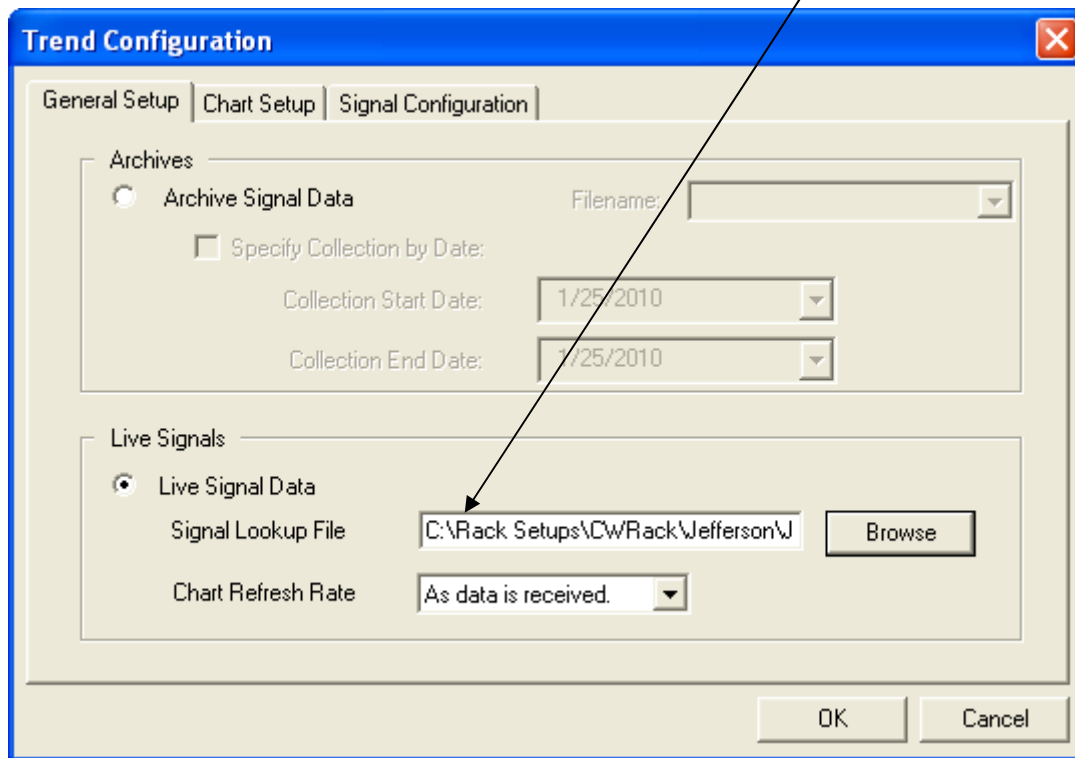 Trend Configuration
General Setup Chart Setup Signal Configuration
Archives
Archive Signal Data Filename:
Specify Collection by Date:
Collection Start Date: 1/25/2010
Collection End Date: 1/25/2010
Live Signals
Live Signal Data
Signal Lookup File C:\Rack Setups\CWRack\Jefferson\J Browse
Chart Refresh Rate As data is received.
OK Cancel